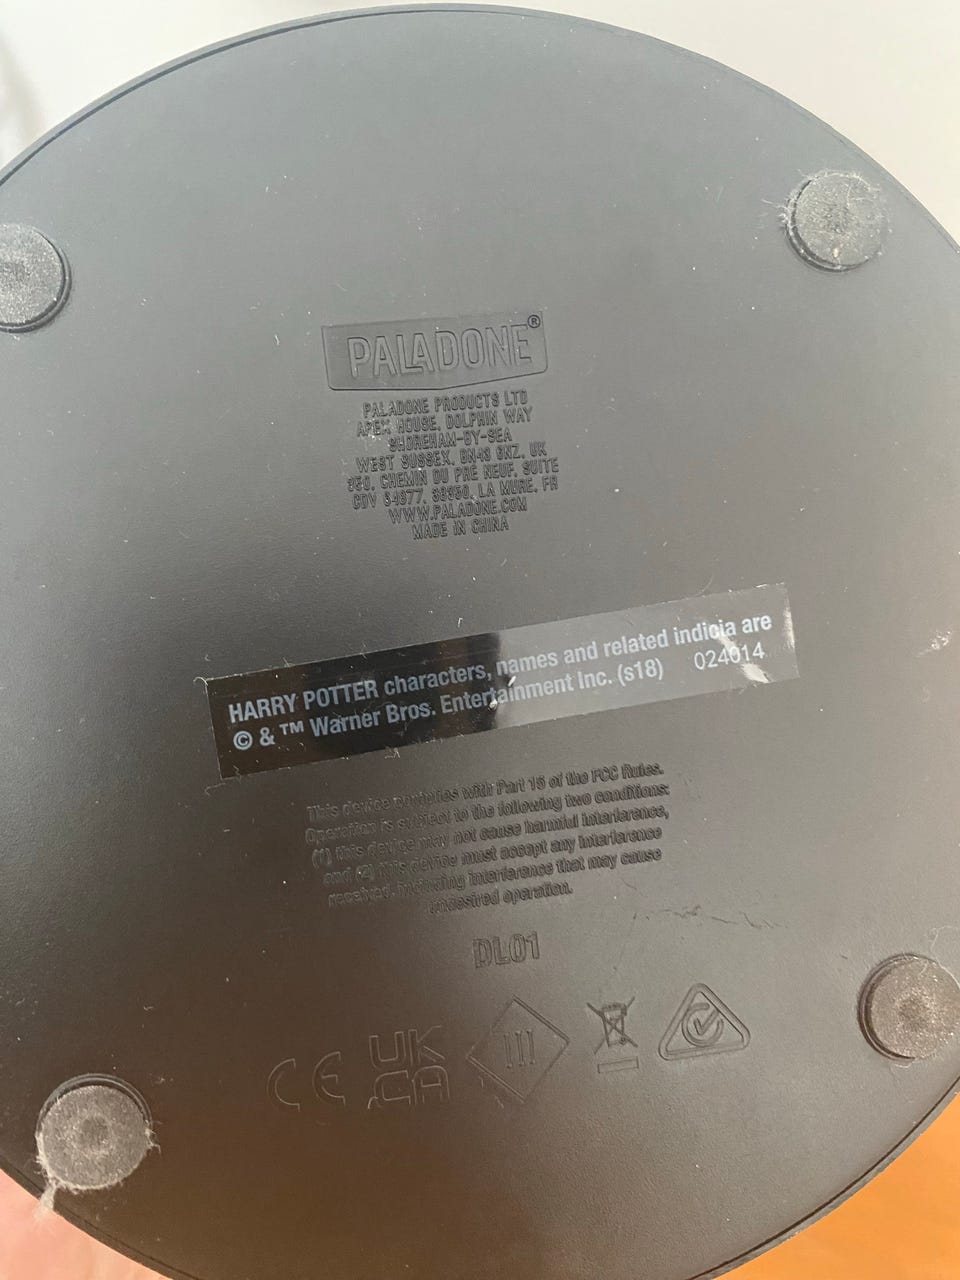 PALADONE®
PALADONE PRODUCTS LTD
APEX HOUSE, DOLPHIN WAY
SHOREHAM-BY-SEA
WEST SUSSEX, BN43 6NZ, UK
350, CHEMIN DU PRÉ NEUF, SUITE
CDV 34977, 38350, LA MURE, FR
WWW.PALADONE.COM
MADE IN CHINA
HARRY POTTER characters, names and related indicia are
© & ™ Warner Bros. Entertainment Inc. (s18) 024014
This device complies with Part 15 of the FCC Rules.
Operation is subject to the following two conditions:
(1) this device may not cause harmful interference,
and (2) this device must accept any interference
received, including interference that may cause
undesired operation.
DL01
CE UK
CA III